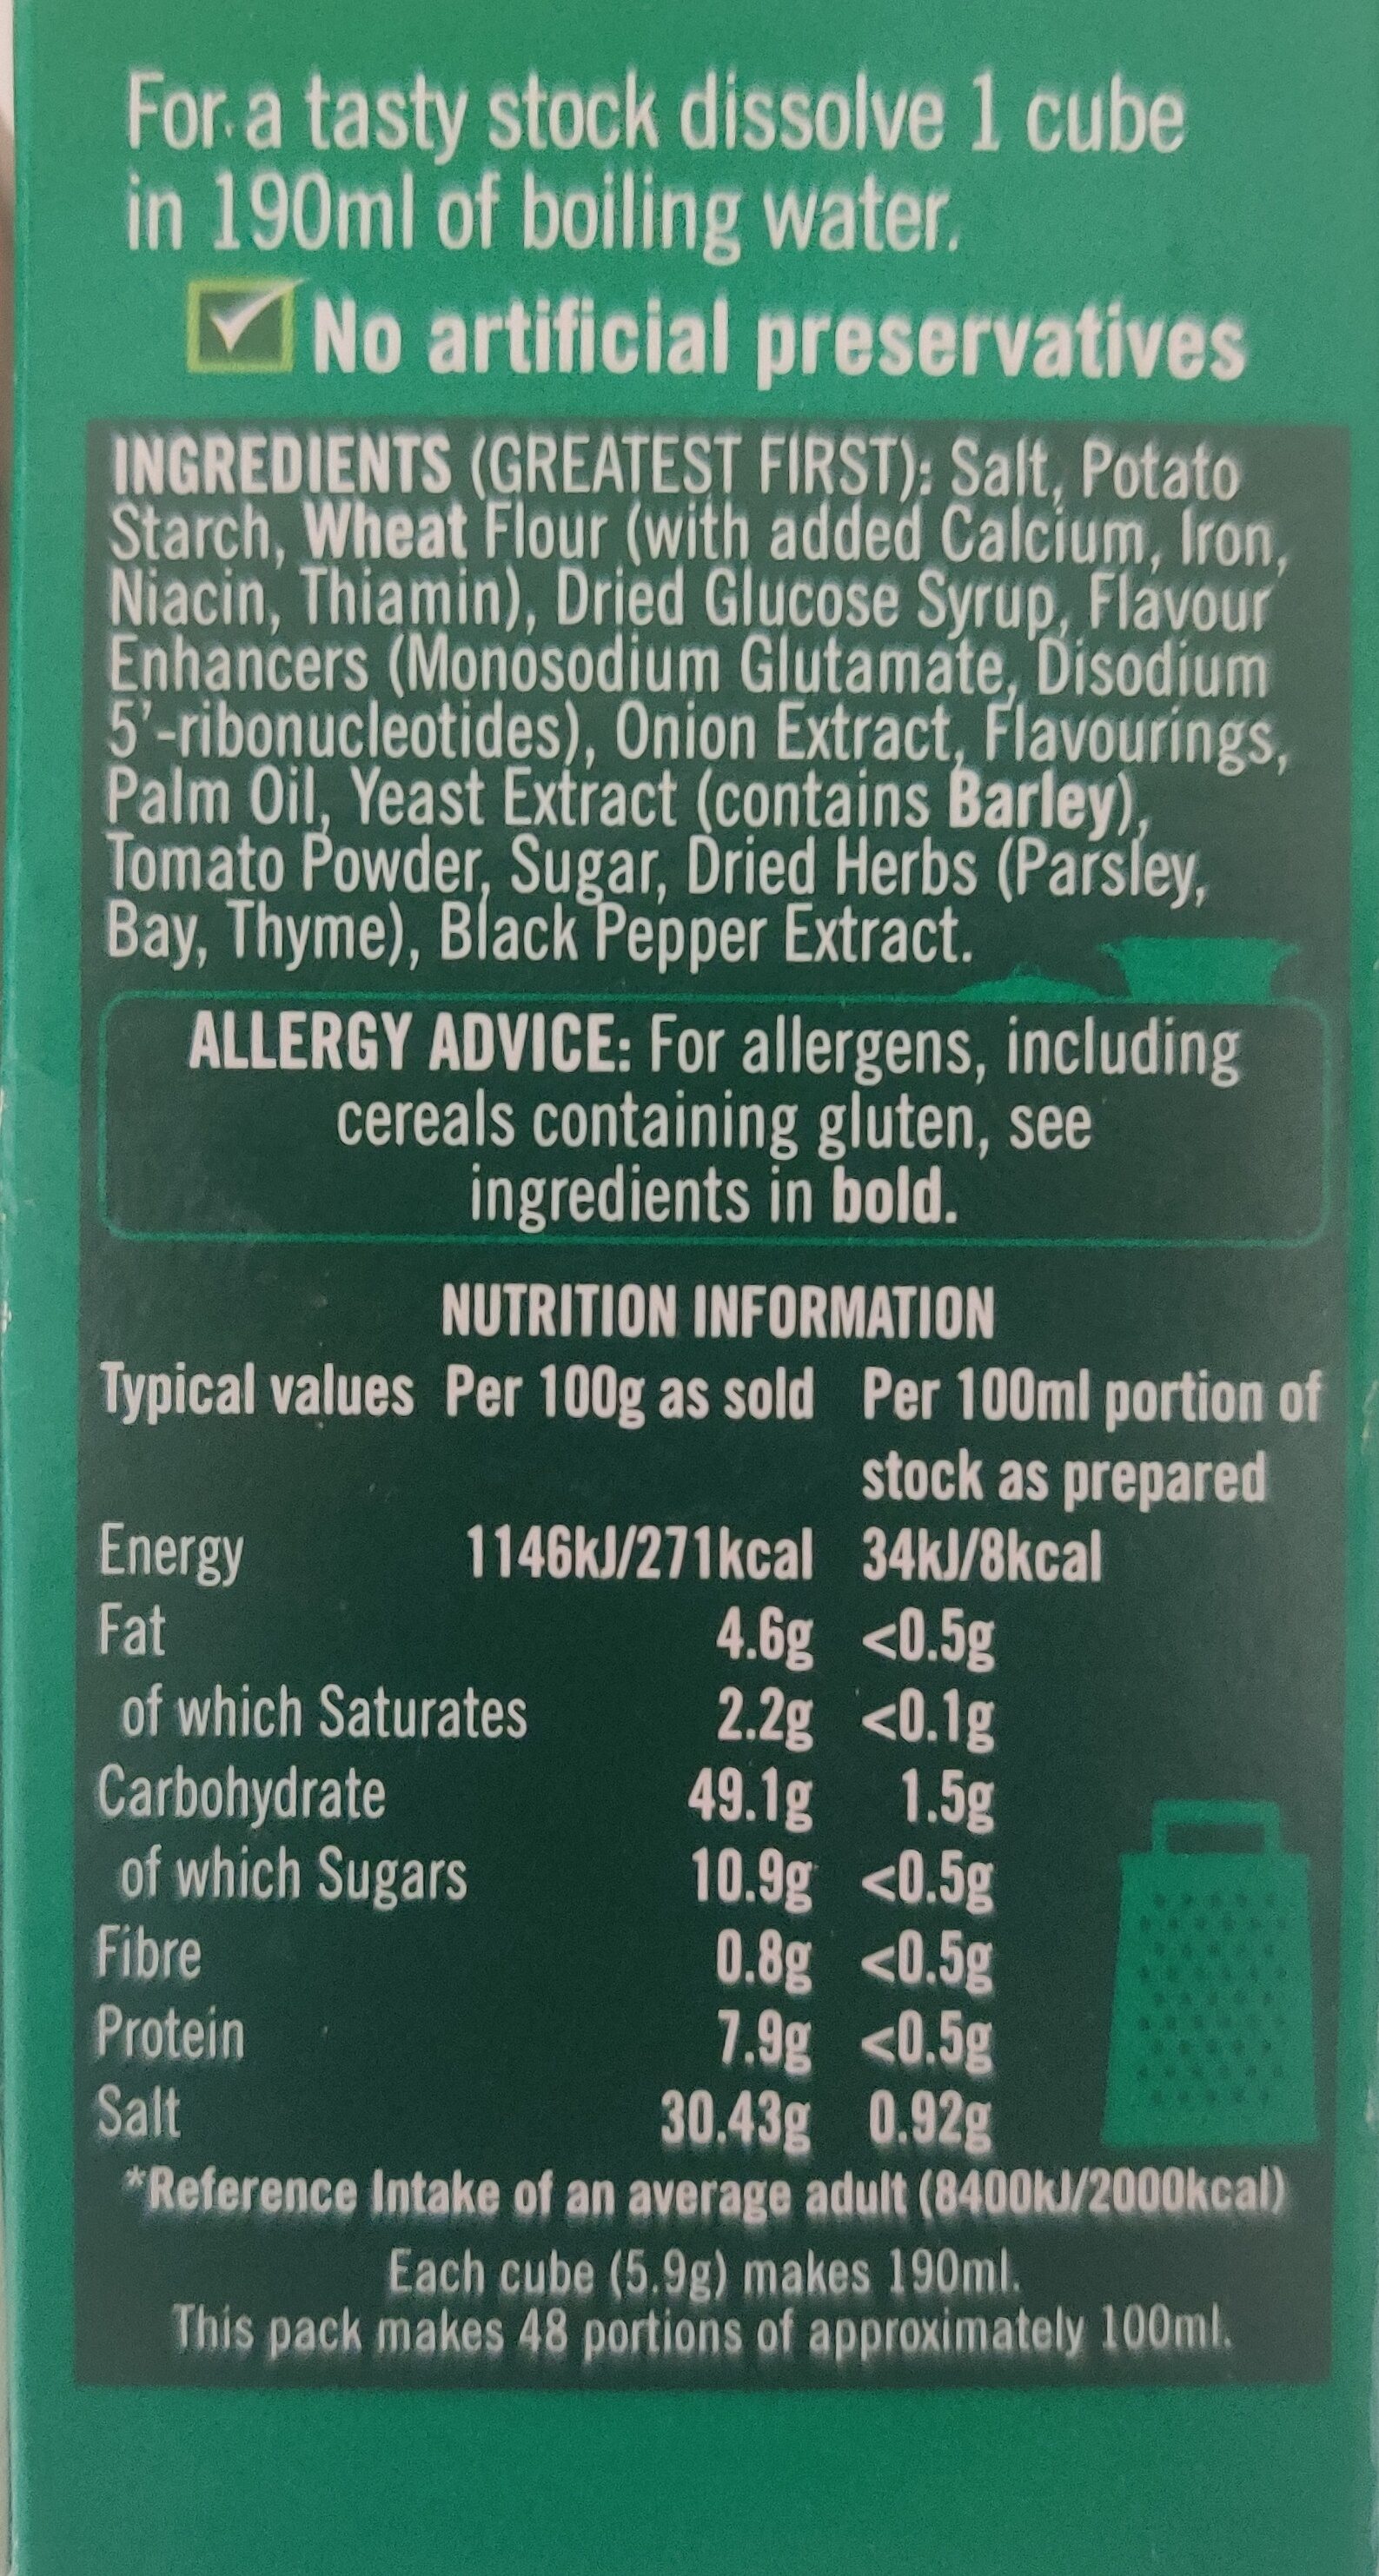 For a tasty stock dissolve 1 cube
in 190ml of boiling water.
No artificial preservatives
INGREDIENTS (GREATEST FIRST): Salt, Potato
Starch, Wheat Flour (with added Calcium, Iron,
Niacin, Thiamin), Dried Glucose Syrup, Flavour
Enhancers (Monosodium Glutamate, Disodium
5'-ribonucleotides), Onion Extract, Flavourings,
Palm Oil, Yeast Extract (contains Barley),
Tomato Powder, Sugar, Dried Herbs (Parsley,
Bay, Thyme), Black Pepper Extract.
ALLERGY ADVICE: For allergens, including
cereals containing gluten, see
ingredients in bold.
NUTRITION INFORMATION
Typical values Per 100g as sold Per 100ml portion of
stock as prepared
Energy 1146kJ/271kcal 34kJ/8kcal
Fat 4.6g <0.5g
of which Saturates 2.2g <0.1g
Carbohydrate 49.1g 1.5g
of which Sugars 10.9g <0.5g
Fibre 0.8g <0.5g
Protein 7.9g <0.5g
Salt 30.43g 0.92g
*Reference Intake of an average adult (8400kJ/2000kcal)
Each cube (5.9g) makes 190ml.
This pack makes 48 portions of approximately 100ml.